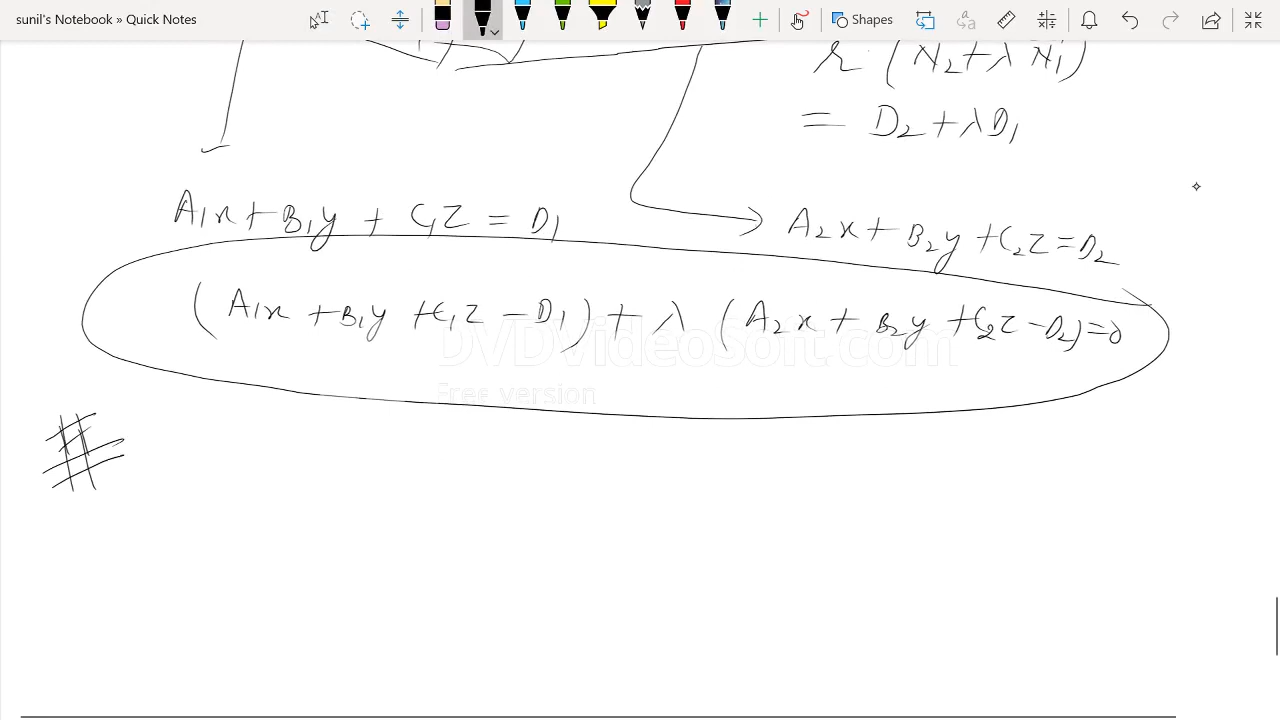 sunil's Notebook » Quick Notes
Shapes
r (N2 + λ N1)
= D2 + λD1
A1x + B1y + C1z = D1
A2x + B2y + C2z = D2
(A1x + B1y + C1z - D1) + λ (A2x + B2y + C2z - D2) = 0
DVDVideoSoft.com
Free version
#